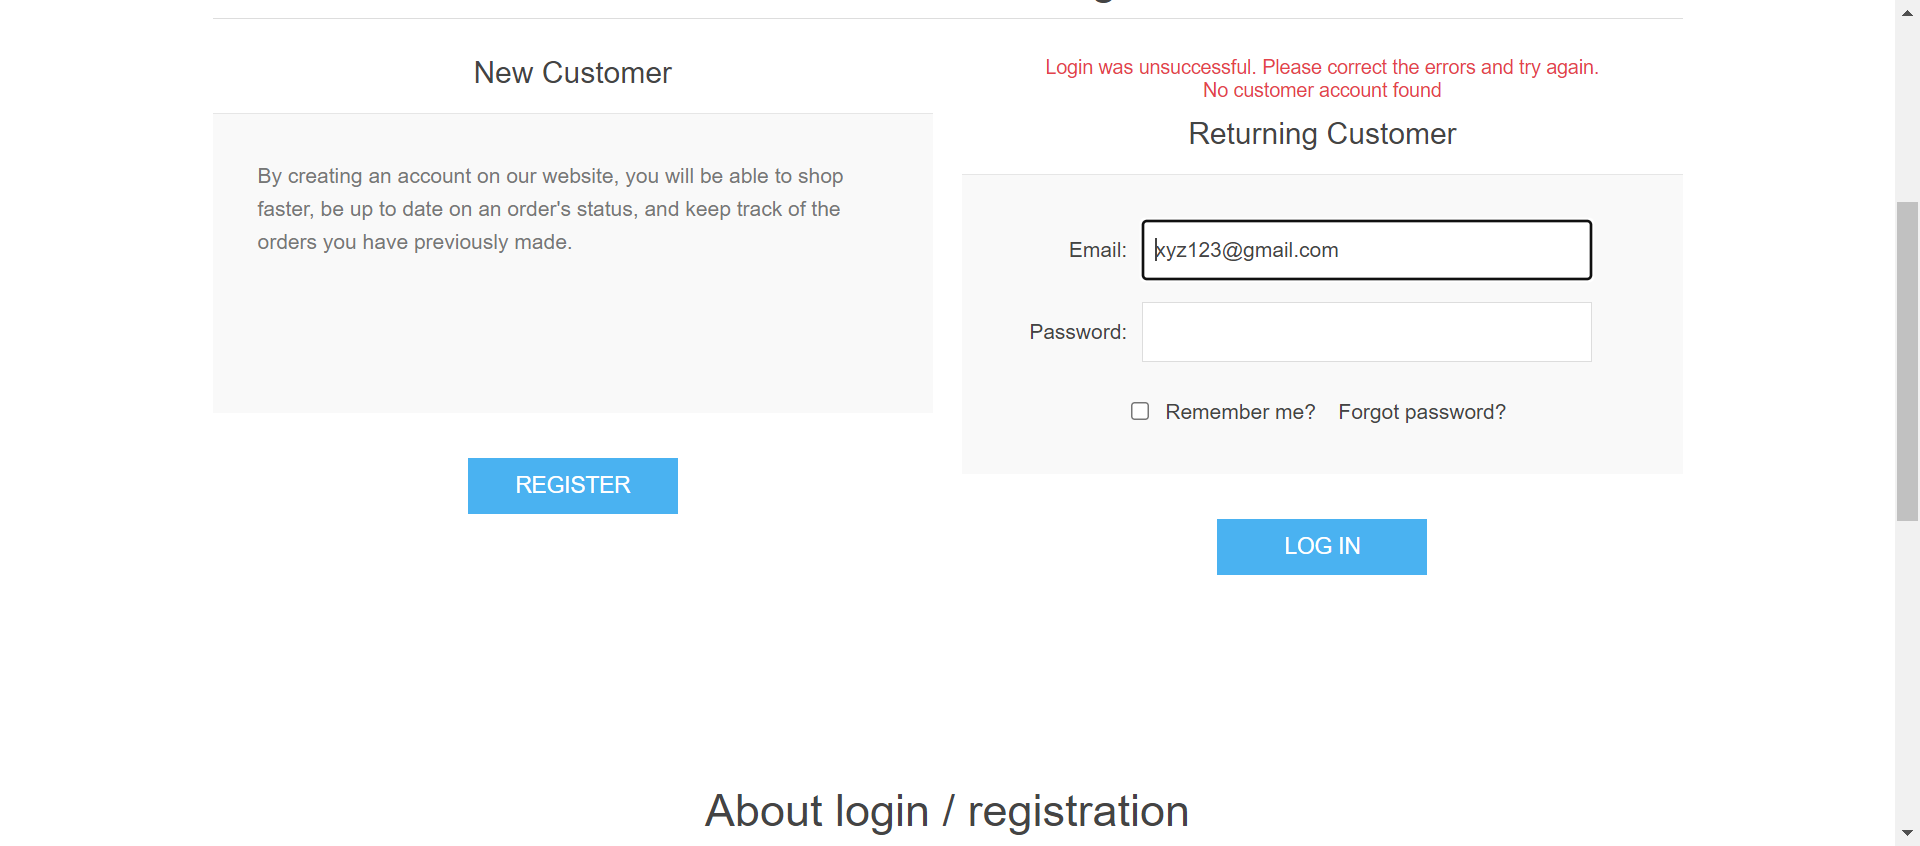 New Customer
By creating an account on our website, you will be able to shop
faster, be up to date on an order's status, and keep track of the
orders you have previously made.
REGISTER
Login was unsuccessful. Please correct the errors and try again.
No customer account found
Returning Customer
Email: xyz123@gmail.com
Password:
Remember me? Forgot password?
LOG IN
About login / registration